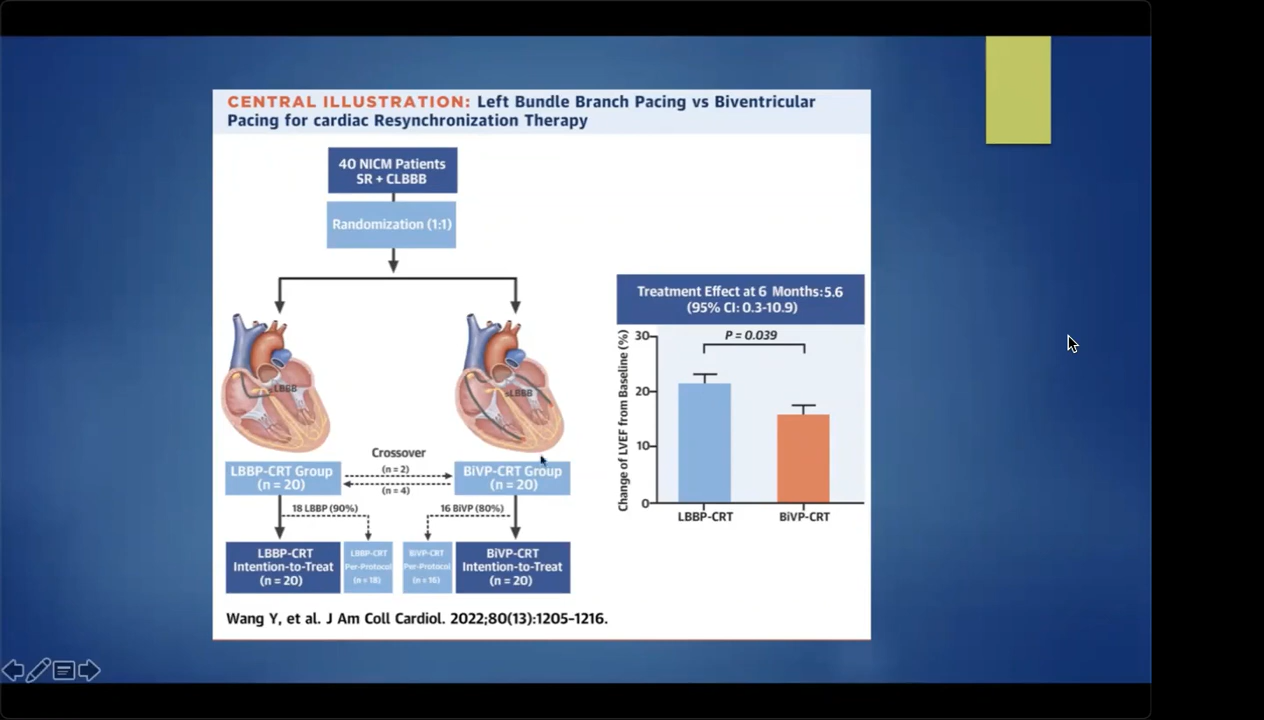 CENTRAL ILLUSTRATION: Left Bundle Branch Pacing vs Biventricular
Pacing for cardiac Resynchronization Therapy
40 NICM Patients
SR + CLBBB
Randomization (1:1)
LBBB
LBBB
Crossover
(n = 2)
(n = 4)
LBBP-CRT Group
(n = 20)
BiVP-CRT Group
(n = 20)
18 LBBP (90%)
16 BiVP (80%)
LBBP-CRT
Intention-to-Treat
(n = 20)
LBBP-CRT
Per-Protocol
(n = 18)
BiVP-CRT
Per-Protocol
(n = 16)
BiVP-CRT
Intention-to-Treat
(n = 20)
Treatment Effect at 6 Months:5.6
(95% CI: 0.3-10.9)
Change of LVEF from Baseline (%)
30
20
10
0
P = 0.039
LBBP-CRT
BiVP-CRT
Wang Y, et al. J Am Coll Cardiol. 2022;80(13):1205-1216.